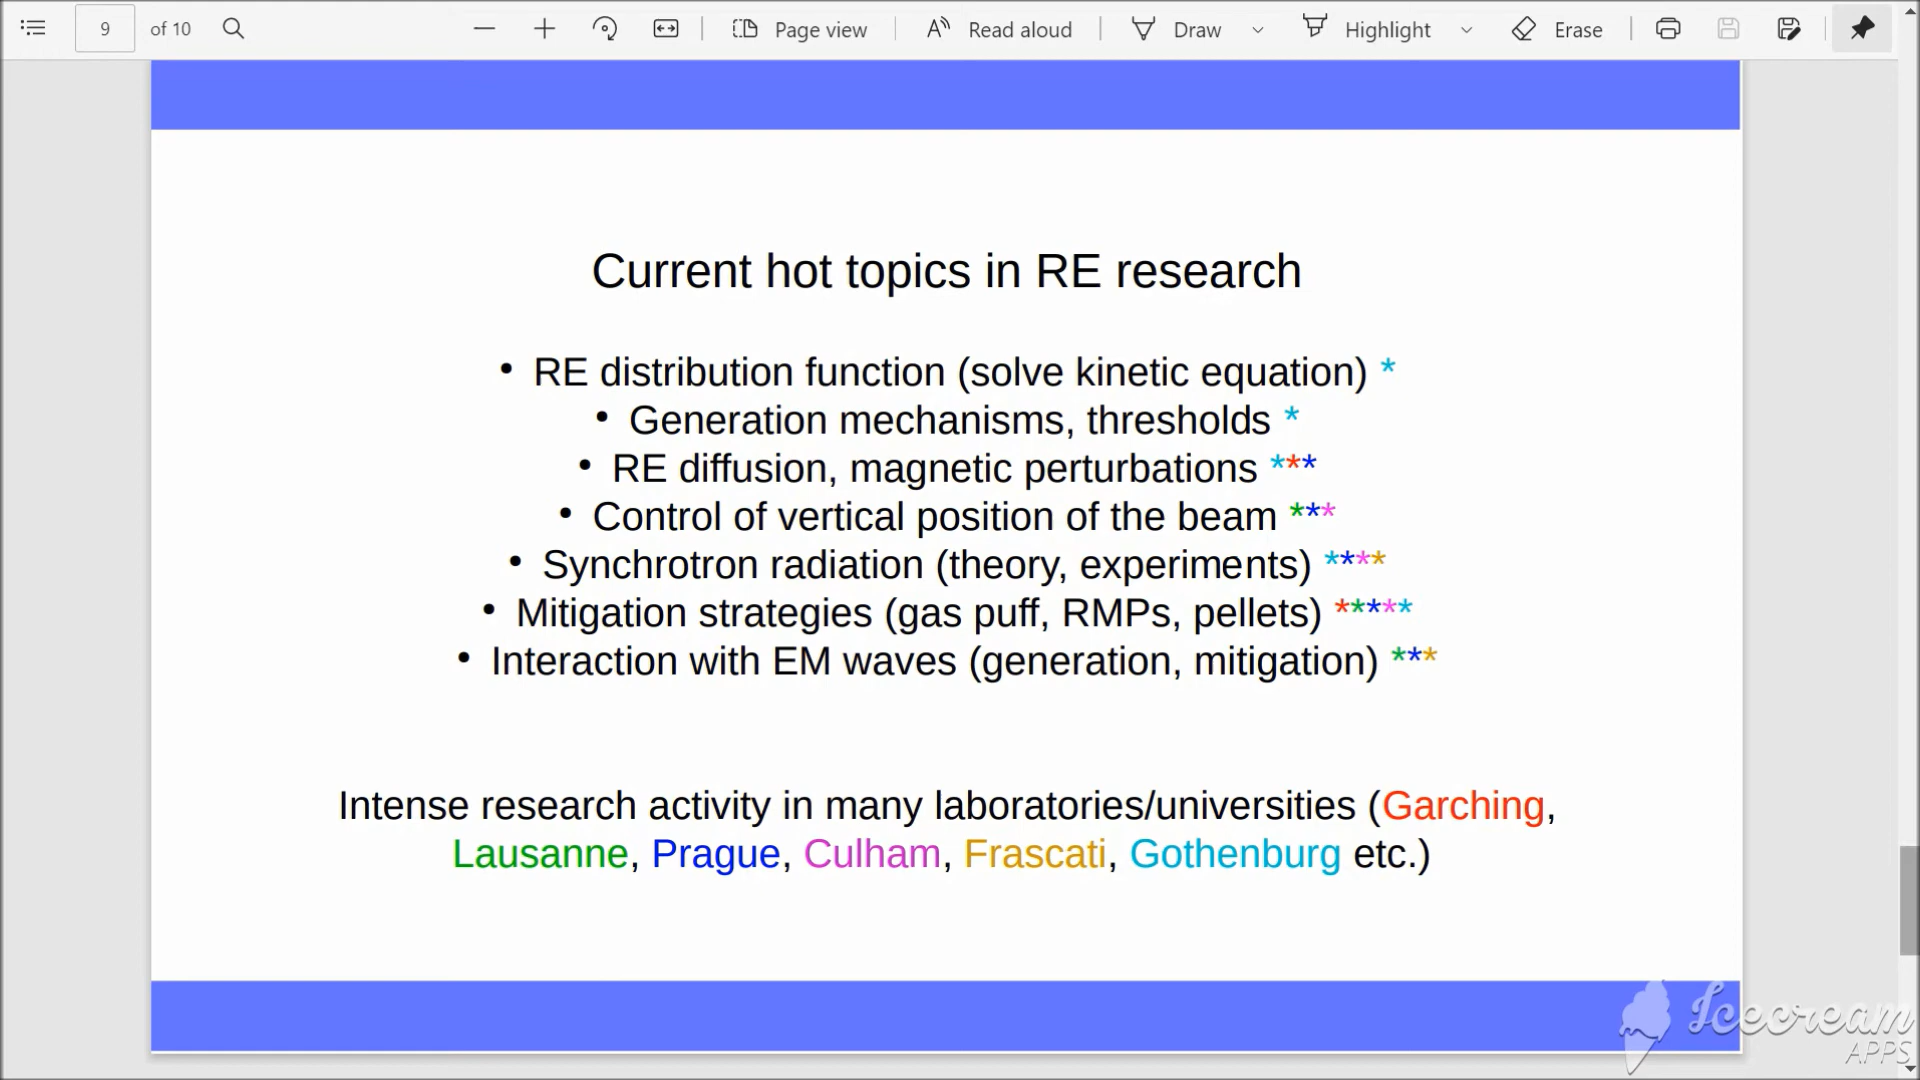 9 of 10 Page view Read aloud Draw Highlight Erase
Current hot topics in RE research
• RE distribution function (solve kinetic equation) *
• Generation mechanisms, thresholds *
• RE diffusion, magnetic perturbations ***
• Control of vertical position of the beam ***
• Synchrotron radiation (theory, experiments) ****
• Mitigation strategies (gas puff, RMPs, pellets) *****
• Interaction with EM waves (generation, mitigation) ***
Intense research activity in many laboratories/universities (Garching,
Lausanne, Prague, Culham, Frascati, Gothenburg etc.)
Icecream
APPS